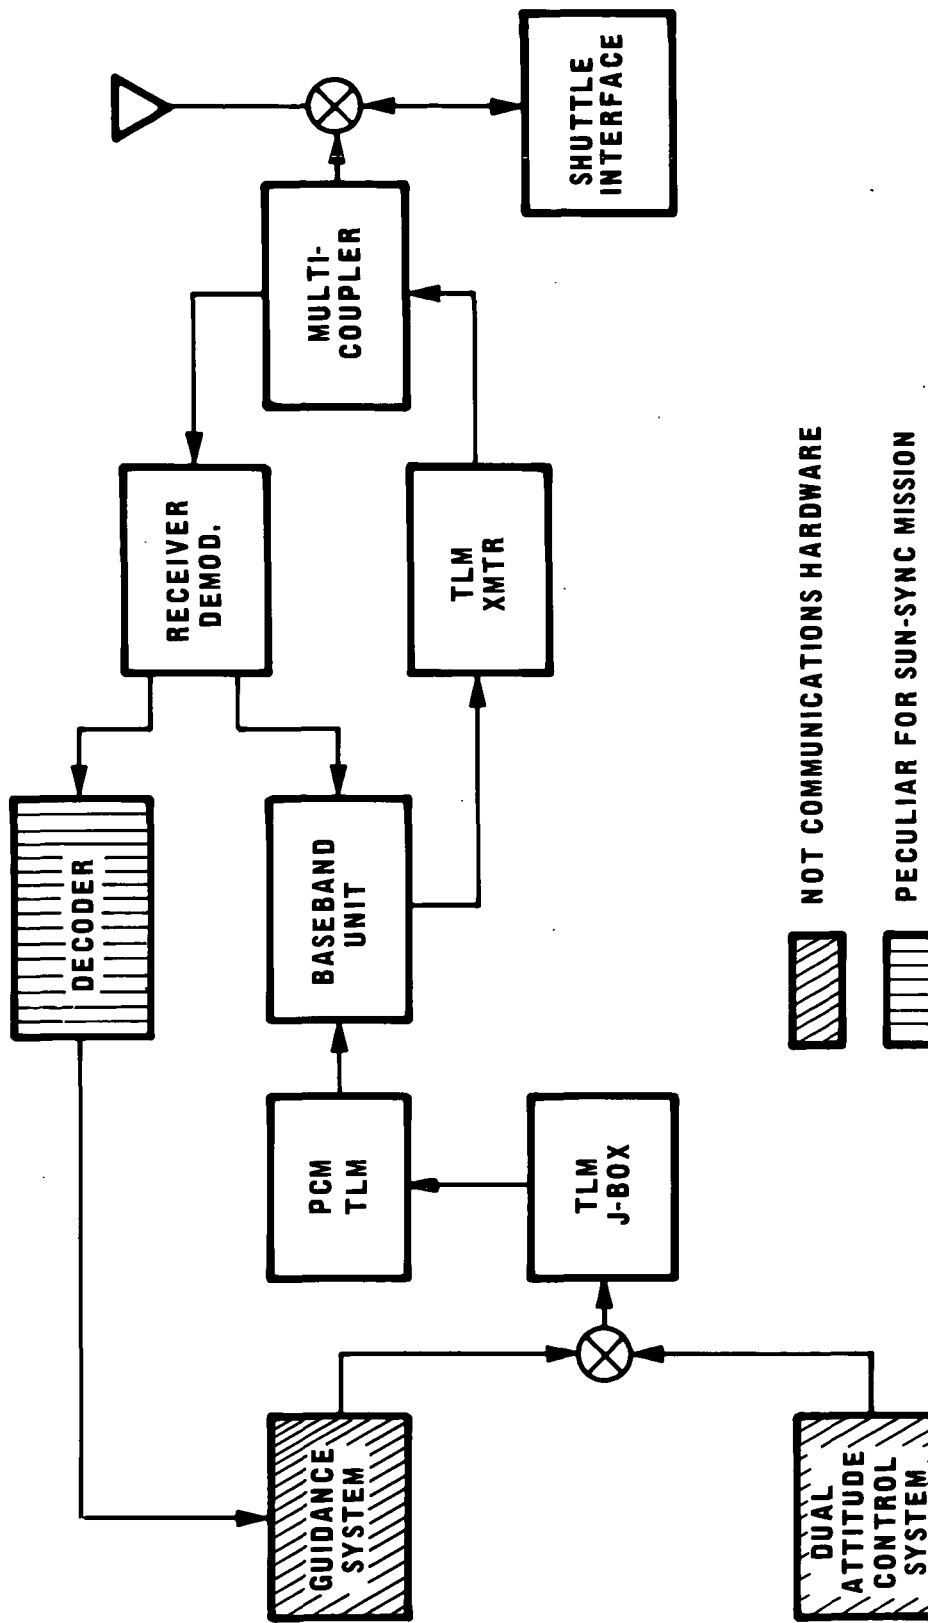 DECODER
RECEIVER
DEMOD.
GUIDANCE
SYSTEM
PCM
TLM
BASEBAND
UNIT
MULTI-
COUPLER
TLM
J-BOX
TLM
XMTR
SHUTTLE
INTERFACE
DUAL
ATTITUDE
CONTROL
SYSTEM
NOT COMMUNICATIONS HARDWARE
PECULIAR FOR SUN-SYNC MISSION